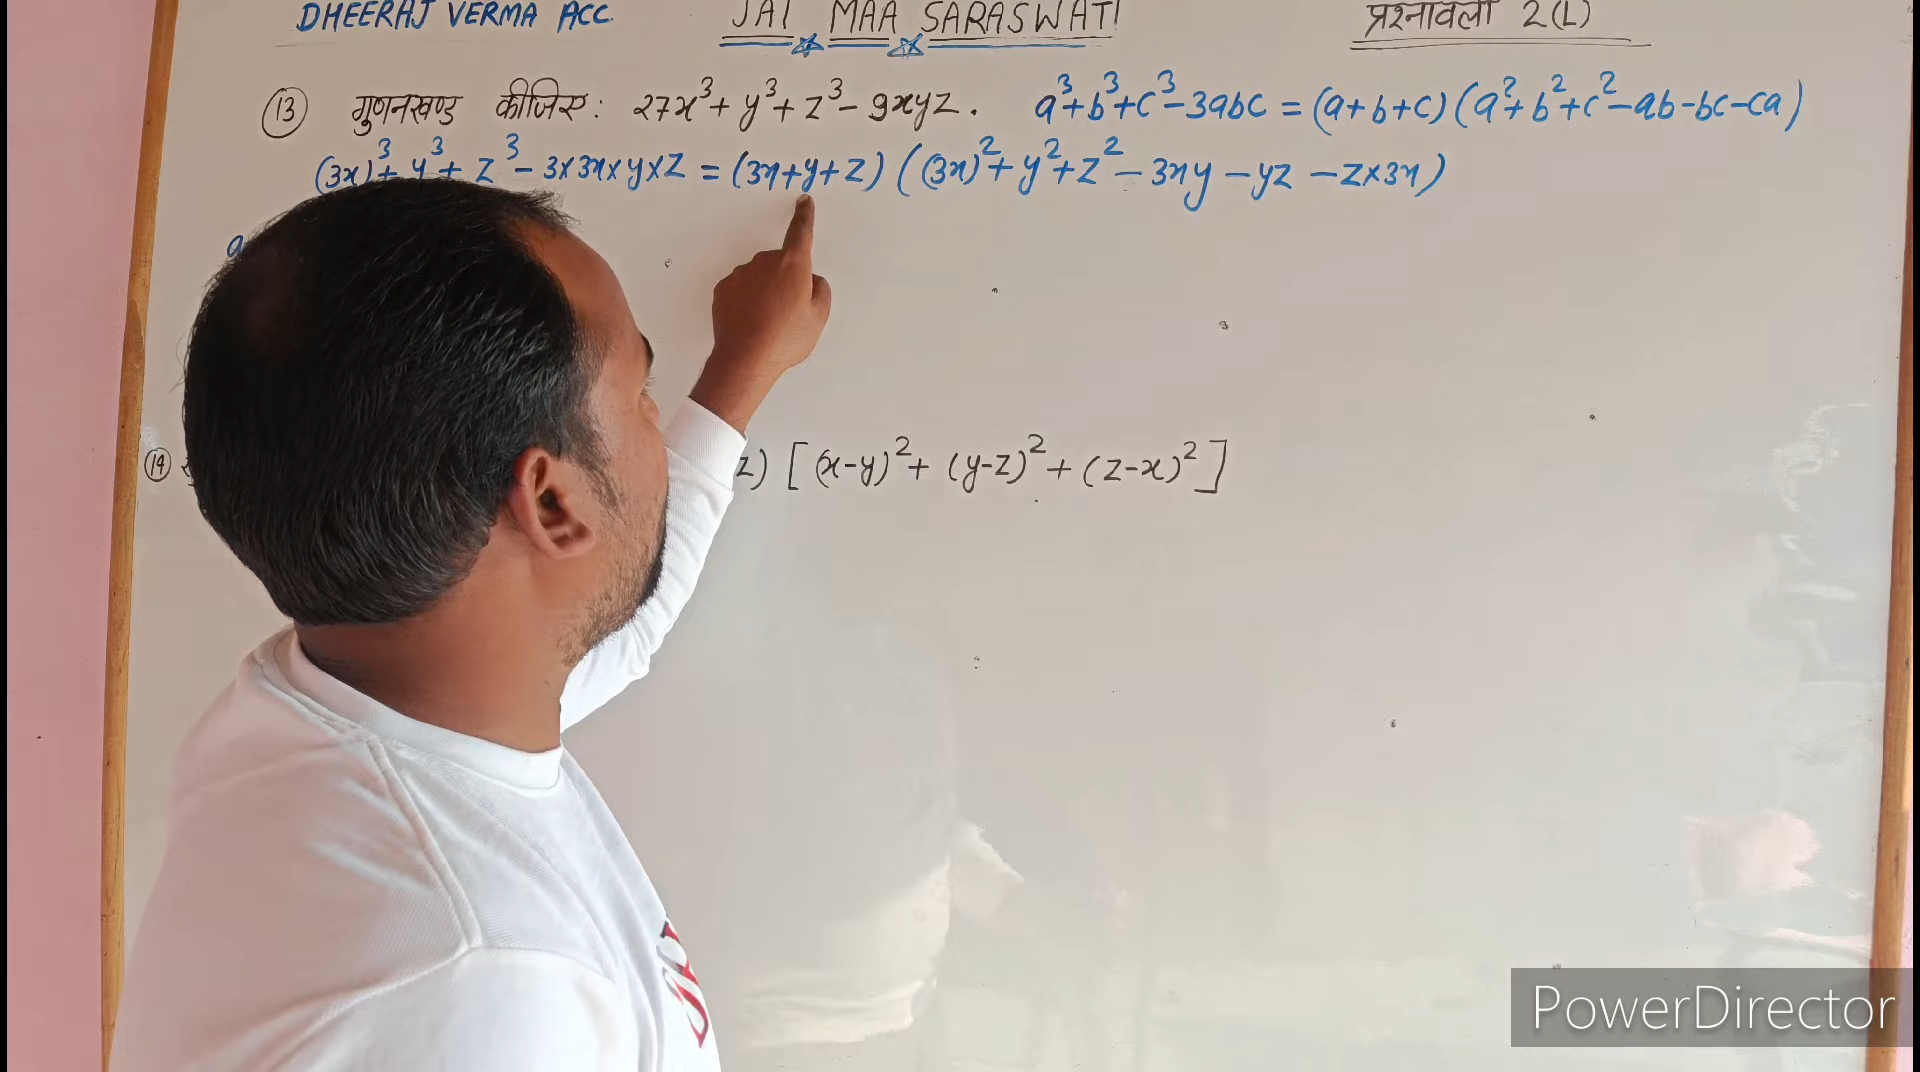 DHEERAJ VERMA ACC. JAI MAA SARASWATI प्रश्नावली 2(L)
(13) गुणनखण्ड कीजिए: 27x³ + y³ + z³ - 9xyz. a³+b³+c³-3abc = (a+b+c) (a²+b²+c²-ab-bc-ca)
(3x)³ + y³ + z³ - 3×3x×y×z = (3x+y+z) ((3x)² + y² + z² - 3xy - yz - z×3x)
(14) z) [(x-y)² + (y-z)² + (z-x)²]
PowerDirector